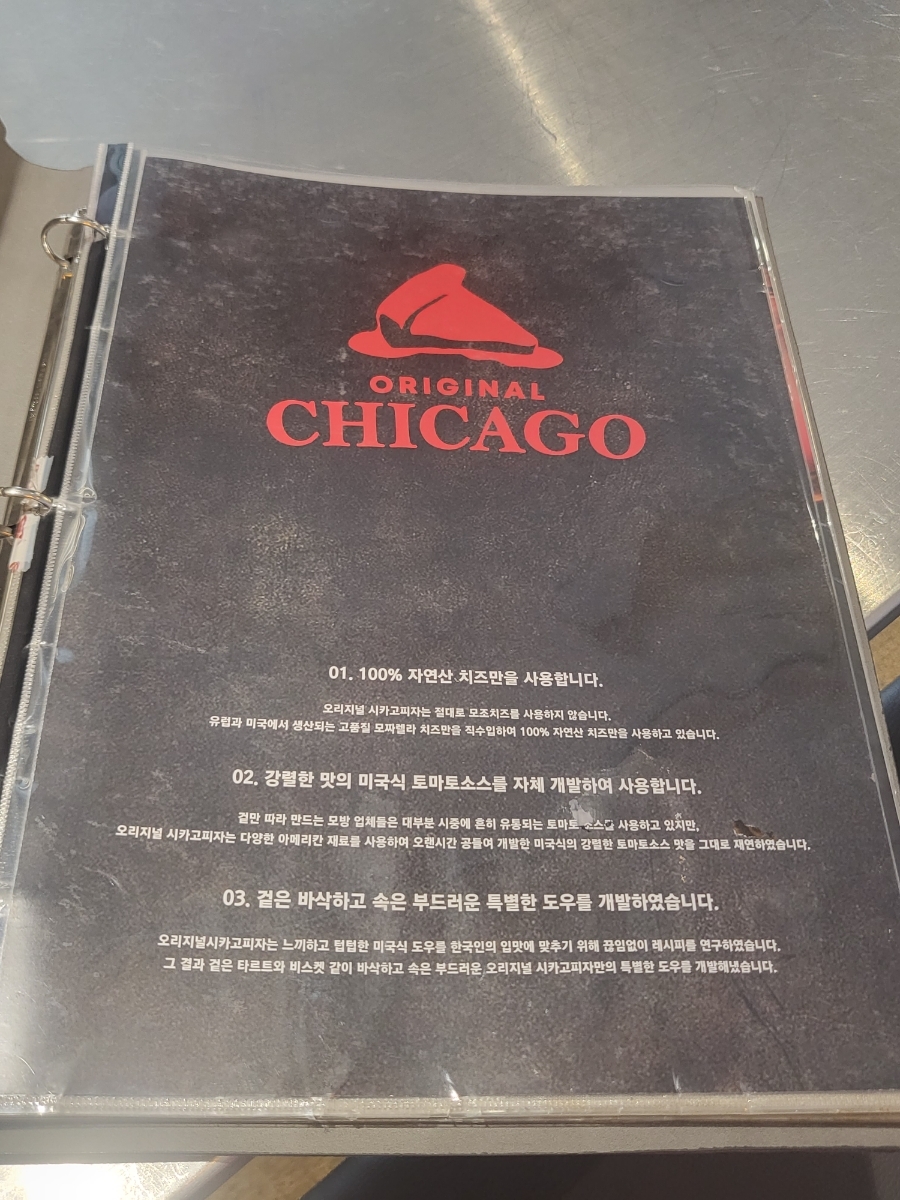 ORIGINAL
CHICAGO
01. 100% 자연산 치즈만을 사용합니다.
오리지널 시카고피자는 절대로 모조치즈를 사용하지 않습니다.
유럽과 미국에서 생산되는 고품질 모짜렐라 치즈만을 직수입하여 100% 자연산 치즈만을 사용하고 있습니다.
02. 강렬한 맛의 미국식 토마토소스를 자체 개발하여 사용합니다.
겉만 따라 만드는 모방 업체들은 대부분 시중에 흔히 유통되는 토마토 소스를 사용하고 있지만,
오리지널 시카고피자는 다양한 아메리칸 재료를 사용하여 오랜시간 공들여 개발한 미국식의 강렬한 토마토소스 맛을 그대로 재연하였습니다.
03. 겉은 바삭하고 속은 부드러운 특별한 도우를 개발하였습니다.
오리지널시카고피자는 느끼하고 텁텁한 미국식 도우를 한국인의 입맛에 맞추기 위해 끊임없이 레시피를 연구하였습니다.
그 결과 겉은 타르트와 비스켓 같이 바삭하고 속은 부드러운 오리지널 시카고피자만의 특별한 도우를 개발해냈습니다.